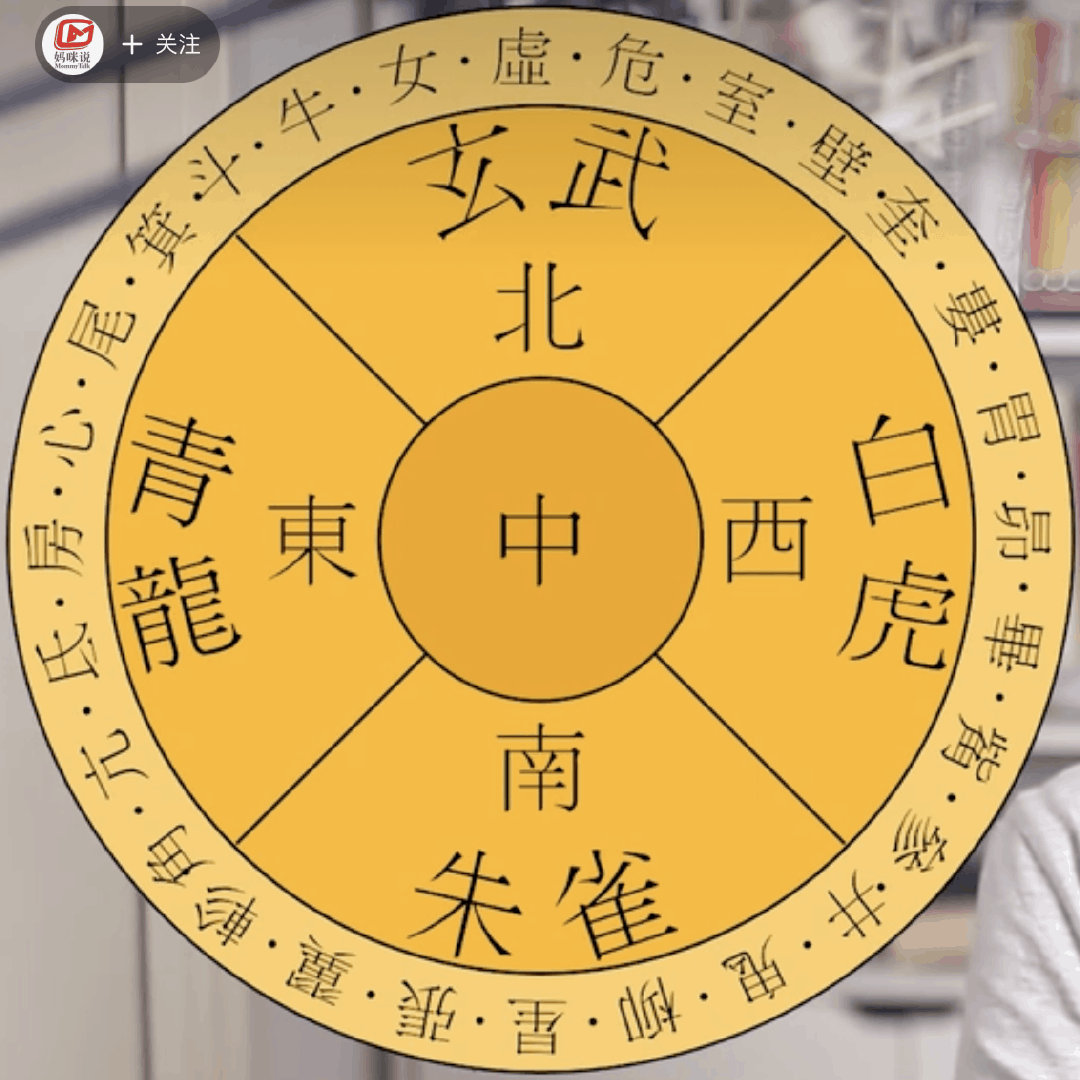 妈咪说
MommyTalk
+ 关注
女·虛·危·室·壁·奎·婁·胃·昴·畢·觜·參·井·鬼·柳·星·張·翼·軫·角·亢·氐·房·心·尾·箕·斗·牛·
玄武
北
青龍
東
中
西
白虎
南
朱雀